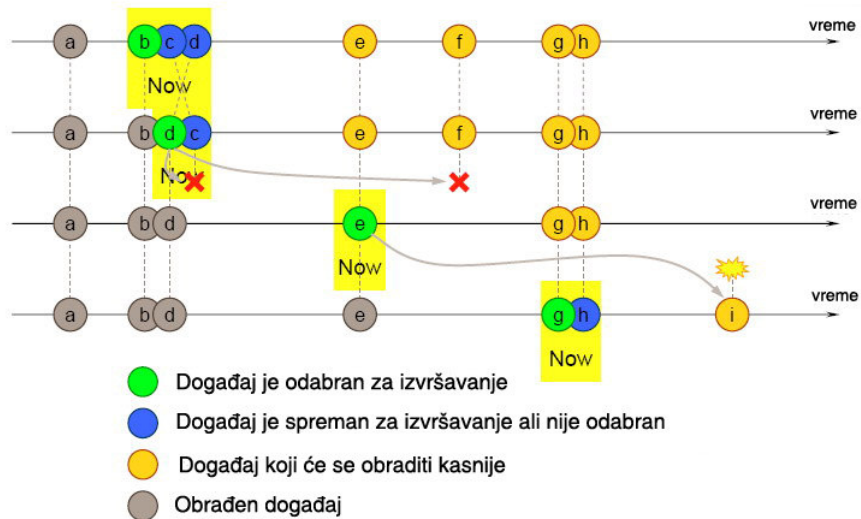 vreme
a b c d e f g h
Now
vreme
a b d c e f g h
Now
vreme
a b d e g h
Now
vreme
a b d e g h i
Now
Događaj je odabran za izvršavanje
Događaj je spreman za izvršavanje ali nije odabran
Događaj koji će se obraditi kasnije
Obrađen događaj